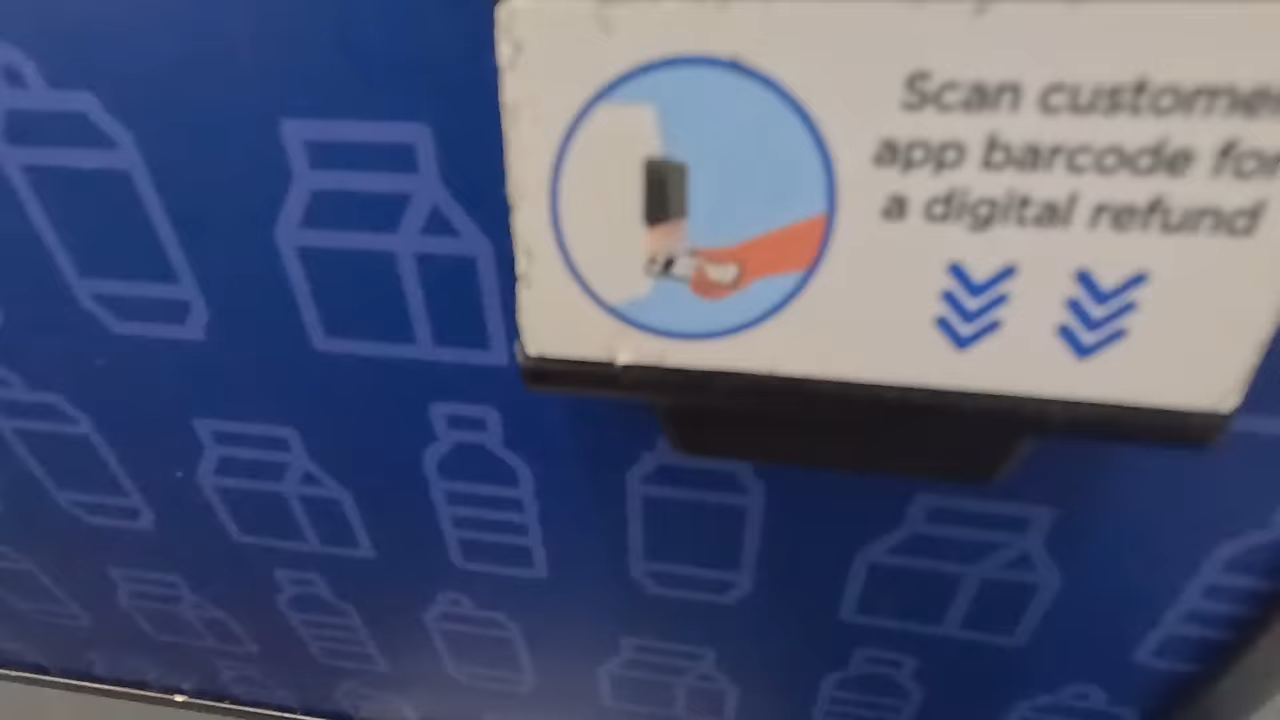 Scan customer
app barcode for
a digital refund